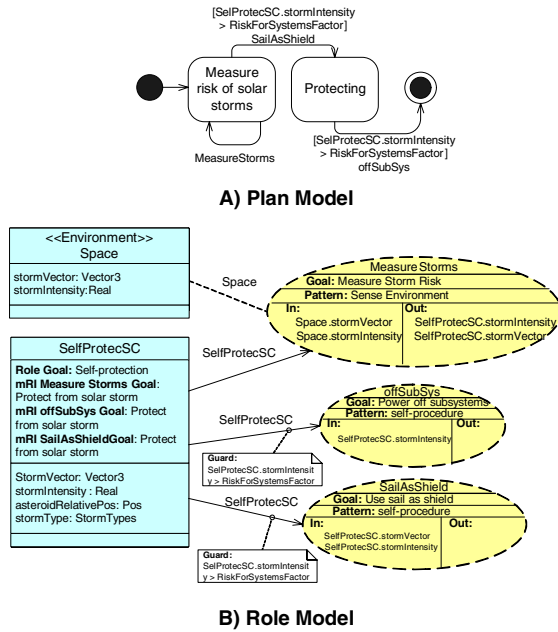 [SelProtecSC.stormIntensity
> RiskForSystemsFactor]
SailAsShield
Measure
risk of solar
storms
Protecting
MeasureStorms
[SelfProtecSC.stormIntensity
> RiskForSystemsFactor]
offSubSys
A) Plan Model
<<Environment>>
Space
stormVector: Vector3
stormIntensity:Real
Space
MeasureStorms
Goal: Measure Storm Risk
Pattern: Sense Environment
In:
Space.stormVector
Space.stormIntensity
Out:
SelfProtecSC.stormIntensity
SelfProtecSC.stormVector
SelfProtecSC
Role Goal: Self-protection
mRI Measure Storms Goal:
Protect from solar storm
mRI offSubSys Goal: Protect
from solar storm
mRI SailAsShieldGoal: Protect
from solar storm
StormVector: Vector3
stormIntensity : Real
asteroidRelativePos: Pos
stormType: StormTypes
SelfProtecSC
SelfProtecSC
Guard:
SelfProtecSC.stormIntensit
y > RiskForSystemsFactor
offSubSys
Goal: Power off subsystems
Pattern: self-procedure
In:
SelfProtecSC.stormIntensity
Out:
SelfProtecSC
Guard:
SelfProtecSC.stormIntensit
y > RiskForSystemsFactor
SailAsShield
Goal: Use sail as shield
Pattern: self-procedure
In:
SelfProtecSC.stormVector
SelfProtecSC.stormIntensity
Out:
B) Role Model